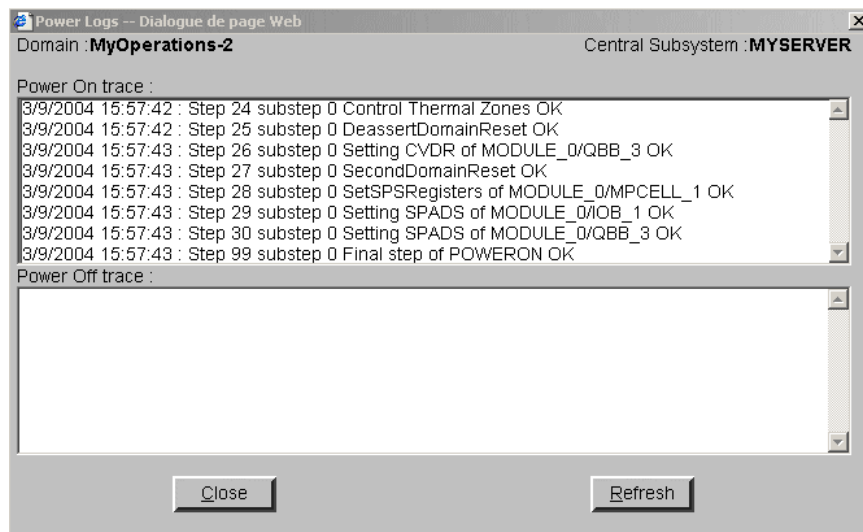 Power Logs -- Dialogue de page Web
Domain :MyOperations-2 Central Subsystem :MYSERVER
Power On trace :
3/9/2004 15:57:42 : Step 24 substep 0 Control Thermal Zones OK
3/9/2004 15:57:42 : Step 25 substep 0 DeassertDomainReset OK
3/9/2004 15:57:43 : Step 26 substep 0 Setting CVDR of MODULE_0/QBB_3 OK
3/9/2004 15:57:43 : Step 27 substep 0 SecondDomainReset OK
3/9/2004 15:57:43 : Step 28 substep 0 SetSPSRegisters of MODULE_0/MPCELL_1 OK
3/9/2004 15:57:43 : Step 29 substep 0 Setting SPADS of MODULE_0/IOB_1 OK
3/9/2004 15:57:43 : Step 30 substep 0 Setting SPADS of MODULE_0/QBB_3 OK
3/9/2004 15:57:43 : Step 99 substep 0 Final step of POWERON OK
Power Off trace :
Close Refresh